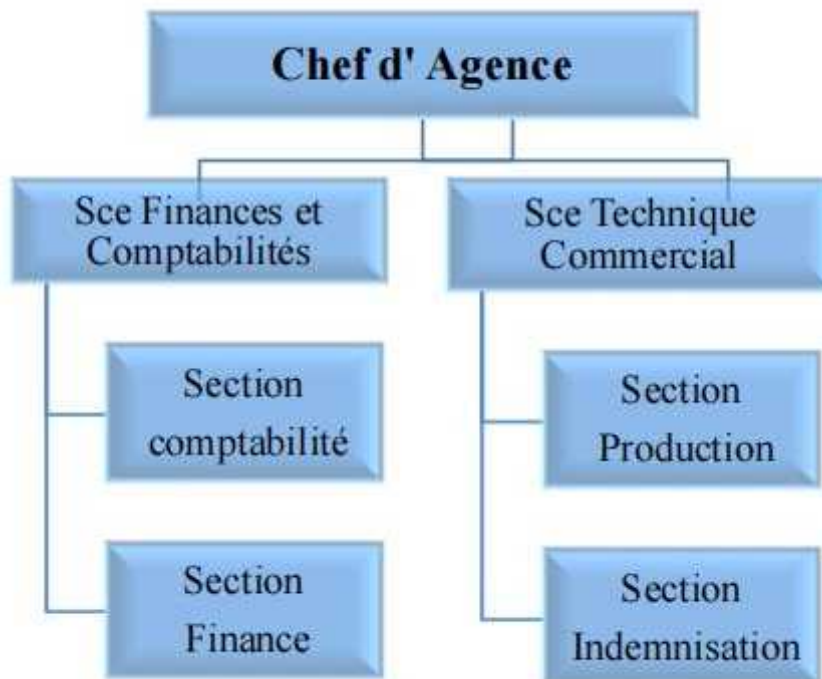 Chef d' Agence
Sce Finances et
Comptabilités
Sce Technique
Commercial
Section
comptabilité
Section
Production
Section
Finance
Section
Indemnisation